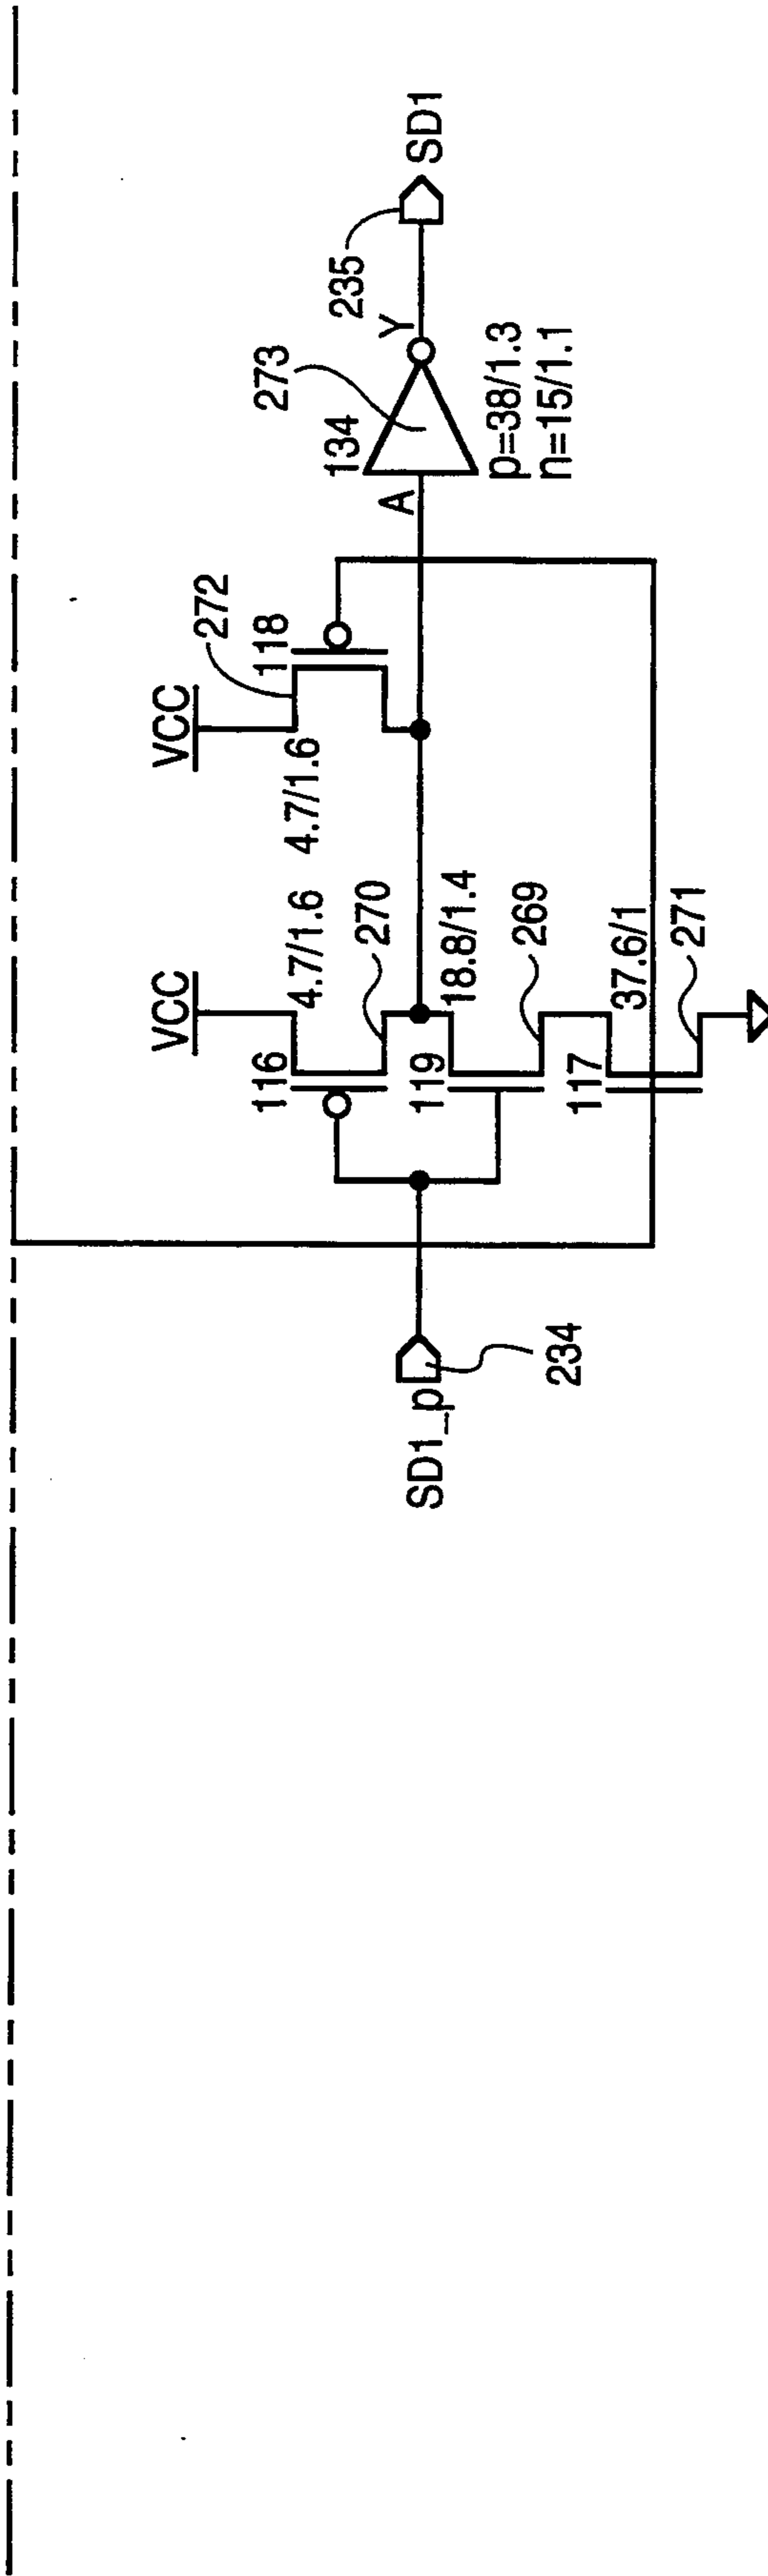 VCC
VCC
272
116
4.7/1.6
4.7/1.6
118
270
273
134
235
SD1_p
119
18.8/1.4
A
Y
SD1
234
269
p=38/1.3
n=15/1.1
117
37.6/1
271